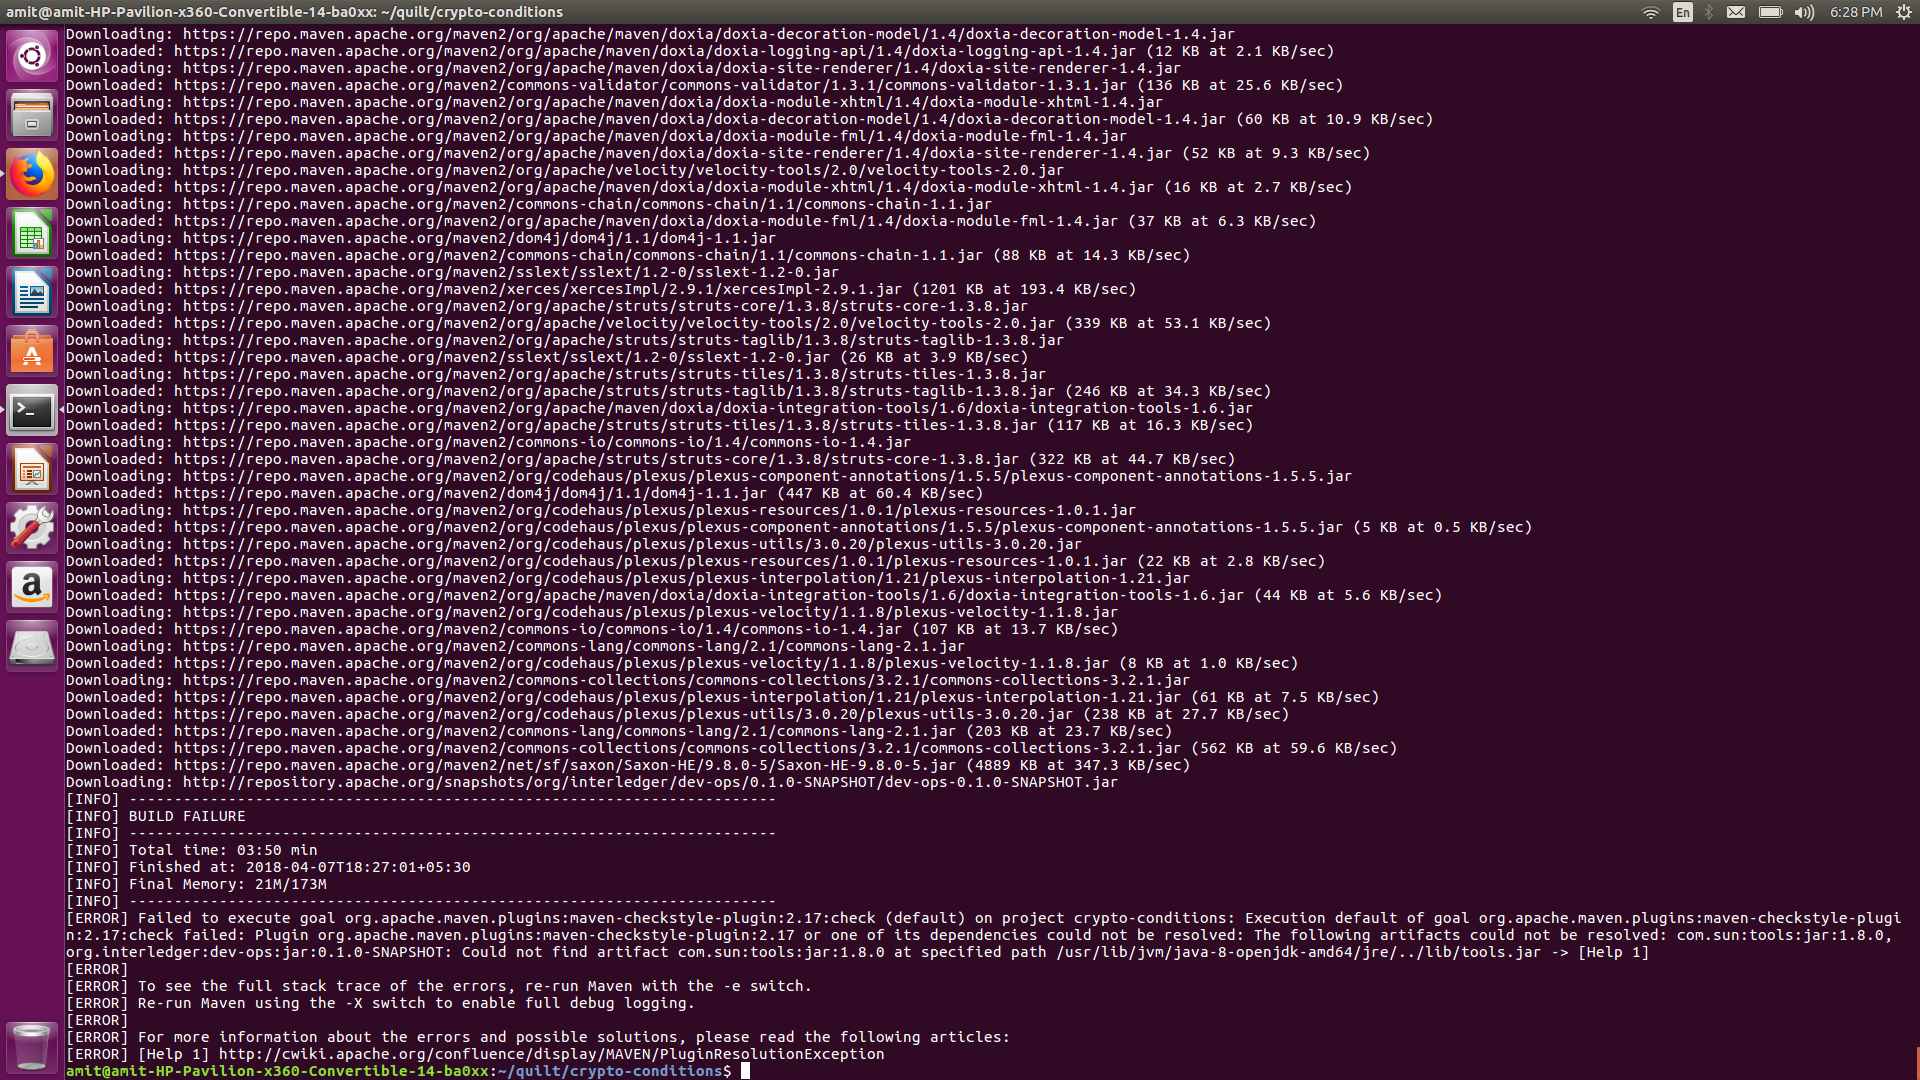 amit@amit-HP-Pavilion-x360-Convertible-14-ba0xx: ~/quilt/crypto-conditions
En
6:28 PM
Downloading: https://repo.maven.apache.org/maven2/org/apache/maven/doxia/doxia-decoration-model/1.4/doxia-decoration-model-1.4.jar
Downloaded: https://repo.maven.apache.org/maven2/org/apache/maven/doxia/doxia-logging-api/1.4/doxia-logging-api-1.4.jar (12 KB at 2.1 KB/sec)
Downloading: https://repo.maven.apache.org/maven2/org/apache/maven/doxia/doxia-site-renderer/1.4/doxia-site-renderer-1.4.jar
Downloaded: https://repo.maven.apache.org/maven2/commons-validator/commons-validator/1.3.1/commons-validator-1.3.1.jar (136 KB at 25.6 KB/sec)
Downloading: https://repo.maven.apache.org/maven2/org/apache/maven/doxia/doxia-module-xhtml/1.4/doxia-module-xhtml-1.4.jar
Downloaded: https://repo.maven.apache.org/maven2/org/apache/maven/doxia/doxia-decoration-model/1.4/doxia-decoration-model-1.4.jar (60 KB at 10.9 KB/sec)
Downloading: https://repo.maven.apache.org/maven2/org/apache/maven/doxia/doxia-module-fml/1.4/doxia-module-fml-1.4.jar
Downloaded: https://repo.maven.apache.org/maven2/org/apache/maven/doxia/doxia-site-renderer/1.4/doxia-site-renderer-1.4.jar (52 KB at 9.3 KB/sec)
Downloading: https://repo.maven.apache.org/maven2/org/apache/velocity/velocity-tools/2.0/velocity-tools-2.0.jar
Downloaded: https://repo.maven.apache.org/maven2/org/apache/maven/doxia/doxia-module-xhtml/1.4/doxia-module-xhtml-1.4.jar (16 KB at 2.7 KB/sec)
Downloading: https://repo.maven.apache.org/maven2/commons-chain/commons-chain/1.1/commons-chain-1.1.jar
Downloaded: https://repo.maven.apache.org/maven2/org/apache/maven/doxia/doxia-module-fml/1.4/doxia-module-fml-1.4.jar (37 KB at 6.3 KB/sec)
Downloading: https://repo.maven.apache.org/maven2/dom4j/dom4j/1.1/dom4j-1.1.jar
Downloaded: https://repo.maven.apache.org/maven2/commons-chain/commons-chain/1.1/commons-chain-1.1.jar (88 KB at 14.3 KB/sec)
Downloading: https://repo.maven.apache.org/maven2/sslext/sslext/1.2-0/sslext-1.2-0.jar
Downloaded: https://repo.maven.apache.org/maven2/xerces/xercesImpl/2.9.1/xercesImpl-2.9.1.jar (1201 KB at 193.4 KB/sec)
Downloading: https://repo.maven.apache.org/maven2/org/apache/struts/struts-core/1.3.8/struts-core-1.3.8.jar
Downloaded: https://repo.maven.apache.org/maven2/org/apache/velocity/velocity-tools/2.0/velocity-tools-2.0.jar (339 KB at 53.1 KB/sec)
Downloading: https://repo.maven.apache.org/maven2/org/apache/struts/struts-taglib/1.3.8/struts-taglib-1.3.8.jar
Downloaded: https://repo.maven.apache.org/maven2/sslext/sslext/1.2-0/sslext-1.2-0.jar (26 KB at 3.9 KB/sec)
Downloading: https://repo.maven.apache.org/maven2/org/apache/struts/struts-tiles/1.3.8/struts-tiles-1.3.8.jar
Downloaded: https://repo.maven.apache.org/maven2/org/apache/struts/struts-taglib/1.3.8/struts-taglib-1.3.8.jar (246 KB at 34.3 KB/sec)
Downloading: https://repo.maven.apache.org/maven2/org/apache/maven/doxia/doxia-integration-tools/1.6/doxia-integration-tools-1.6.jar
Downloaded: https://repo.maven.apache.org/maven2/org/apache/struts/struts-tiles/1.3.8/struts-tiles-1.3.8.jar (117 KB at 16.3 KB/sec)
Downloading: https://repo.maven.apache.org/maven2/commons-io/commons-io/1.4/commons-io-1.4.jar
Downloaded: https://repo.maven.apache.org/maven2/org/apache/struts/struts-core/1.3.8/struts-core-1.3.8.jar (322 KB at 44.7 KB/sec)
Downloading: https://repo.maven.apache.org/maven2/org/codehaus/plexus/plexus-component-annotations/1.5.5/plexus-component-annotations-1.5.5.jar
Downloaded: https://repo.maven.apache.org/maven2/dom4j/dom4j/1.1/dom4j-1.1.jar (447 KB at 60.4 KB/sec)
Downloading: https://repo.maven.apache.org/maven2/org/codehaus/plexus/plexus-resources/1.0.1/plexus-resources-1.0.1.jar
Downloaded: https://repo.maven.apache.org/maven2/org/codehaus/plexus/plexus-component-annotations/1.5.5/plexus-component-annotations-1.5.5.jar (5 KB at 0.5 KB/sec)
Downloading: https://repo.maven.apache.org/maven2/org/codehaus/plexus/plexus-utils/3.0.20/plexus-utils-3.0.20.jar
Downloaded: https://repo.maven.apache.org/maven2/org/codehaus/plexus/plexus-resources/1.0.1/plexus-resources-1.0.1.jar (22 KB at 2.8 KB/sec)
Downloading: https://repo.maven.apache.org/maven2/org/codehaus/plexus/plexus-interpolation/1.21/plexus-interpolation-1.21.jar
Downloaded: https://repo.maven.apache.org/maven2/org/apache/maven/doxia/doxia-integration-tools/1.6/doxia-integration-tools-1.6.jar (44 KB at 5.6 KB/sec)
Downloading: https://repo.maven.apache.org/maven2/org/codehaus/plexus/plexus-velocity/1.1.8/plexus-velocity-1.1.8.jar
Downloaded: https://repo.maven.apache.org/maven2/commons-io/commons-io/1.4/commons-io-1.4.jar (107 KB at 13.7 KB/sec)
Downloading: https://repo.maven.apache.org/maven2/commons-lang/commons-lang/2.1/commons-lang-2.1.jar
Downloaded: https://repo.maven.apache.org/maven2/org/codehaus/plexus/plexus-velocity/1.1.8/plexus-velocity-1.1.8.jar (8 KB at 1.0 KB/sec)
Downloading: https://repo.maven.apache.org/maven2/commons-collections/commons-collections/3.2.1/commons-collections-3.2.1.jar
Downloaded: https://repo.maven.apache.org/maven2/org/codehaus/plexus/plexus-interpolation/1.21/plexus-interpolation-1.21.jar (61 KB at 7.5 KB/sec)
Downloaded: https://repo.maven.apache.org/maven2/org/codehaus/plexus/plexus-utils/3.0.20/plexus-utils-3.0.20.jar (238 KB at 27.7 KB/sec)
Downloaded: https://repo.maven.apache.org/maven2/commons-lang/commons-lang/2.1/commons-lang-2.1.jar (203 KB at 23.7 KB/sec)
Downloaded: https://repo.maven.apache.org/maven2/commons-collections/commons-collections/3.2.1/commons-collections-3.2.1.jar (562 KB at 59.6 KB/sec)
Downloaded: https://repo.maven.apache.org/maven2/net/sf/saxon/Saxon-HE/9.8.0-5/Saxon-HE-9.8.0-5.jar (4889 KB at 347.3 KB/sec)
Downloading: http://repository.apache.org/snapshots/org/interledger/dev-ops/0.1.0-SNAPSHOT/dev-ops-0.1.0-SNAPSHOT.jar
[INFO] ------------------------------------------------------------------------
[INFO] BUILD FAILURE
[INFO] ------------------------------------------------------------------------
[INFO] Total time: 03:50 min
[INFO] Finished at: 2018-04-07T18:27:01+05:30
[INFO] Final Memory: 21M/173M
[INFO] ------------------------------------------------------------------------
[ERROR] Failed to execute goal org.apache.maven.plugins:maven-checkstyle-plugin:2.17:check (default) on project crypto-conditions: Execution default of goal org.apache.maven.plugins:maven-checkstyle-plugi
n:2.17:check failed: Plugin org.apache.maven.plugins:maven-checkstyle-plugin:2.17 or one of its dependencies could not be resolved: The following artifacts could not be resolved: com.sun:tools:jar:1.8.0,
org.interledger:dev-ops:jar:0.1.0-SNAPSHOT: Could not find artifact com.sun:tools:jar:1.8.0 at specified path /usr/lib/jvm/java-8-openjdk-amd64/jre/../lib/tools.jar -> [Help 1]
[ERROR]
[ERROR] To see the full stack trace of the errors, re-run Maven with the -e switch.
[ERROR] Re-run Maven using the -X switch to enable full debug logging.
[ERROR]
[ERROR] For more information about the errors and possible solutions, please read the following articles:
[ERROR] [Help 1] http://cwiki.apache.org/confluence/display/MAVEN/PluginResolutionException
amit@amit-HP-Pavilion-x360-Convertible-14-ba0xx:~/quilt/crypto-conditions$